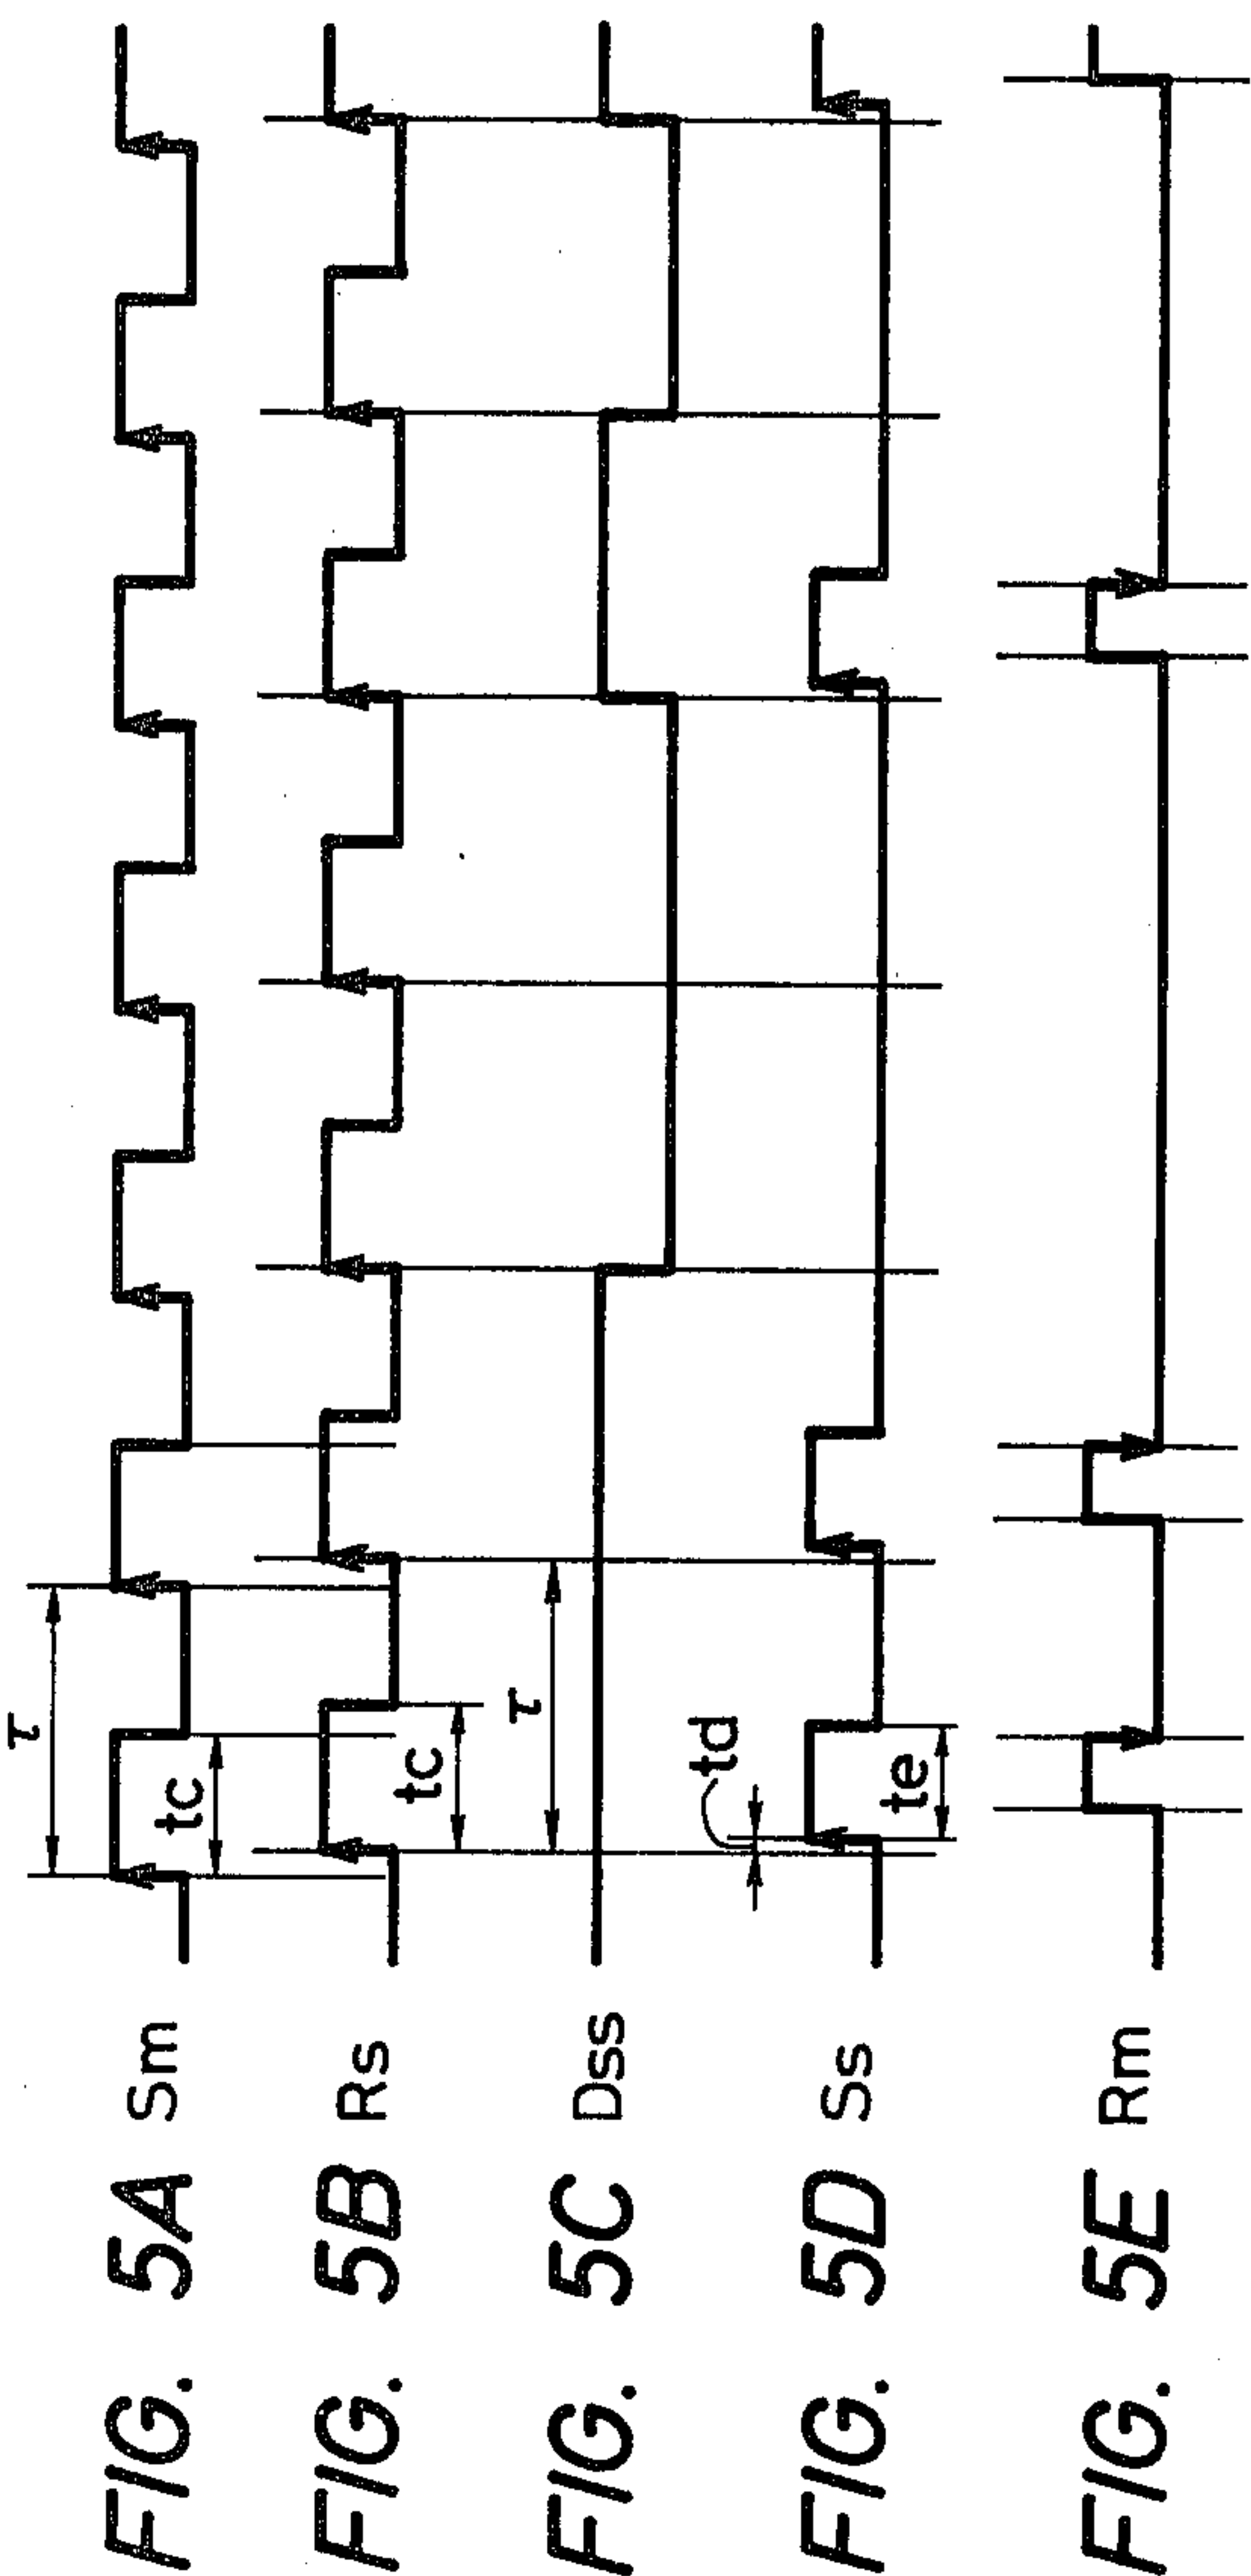 FIG. 5A Sm
τ
tc
FIG. 5B Rs
tc
τ
FIG. 5C Dss
td
FIG. 5D Ss
te
FIG. 5E Rm